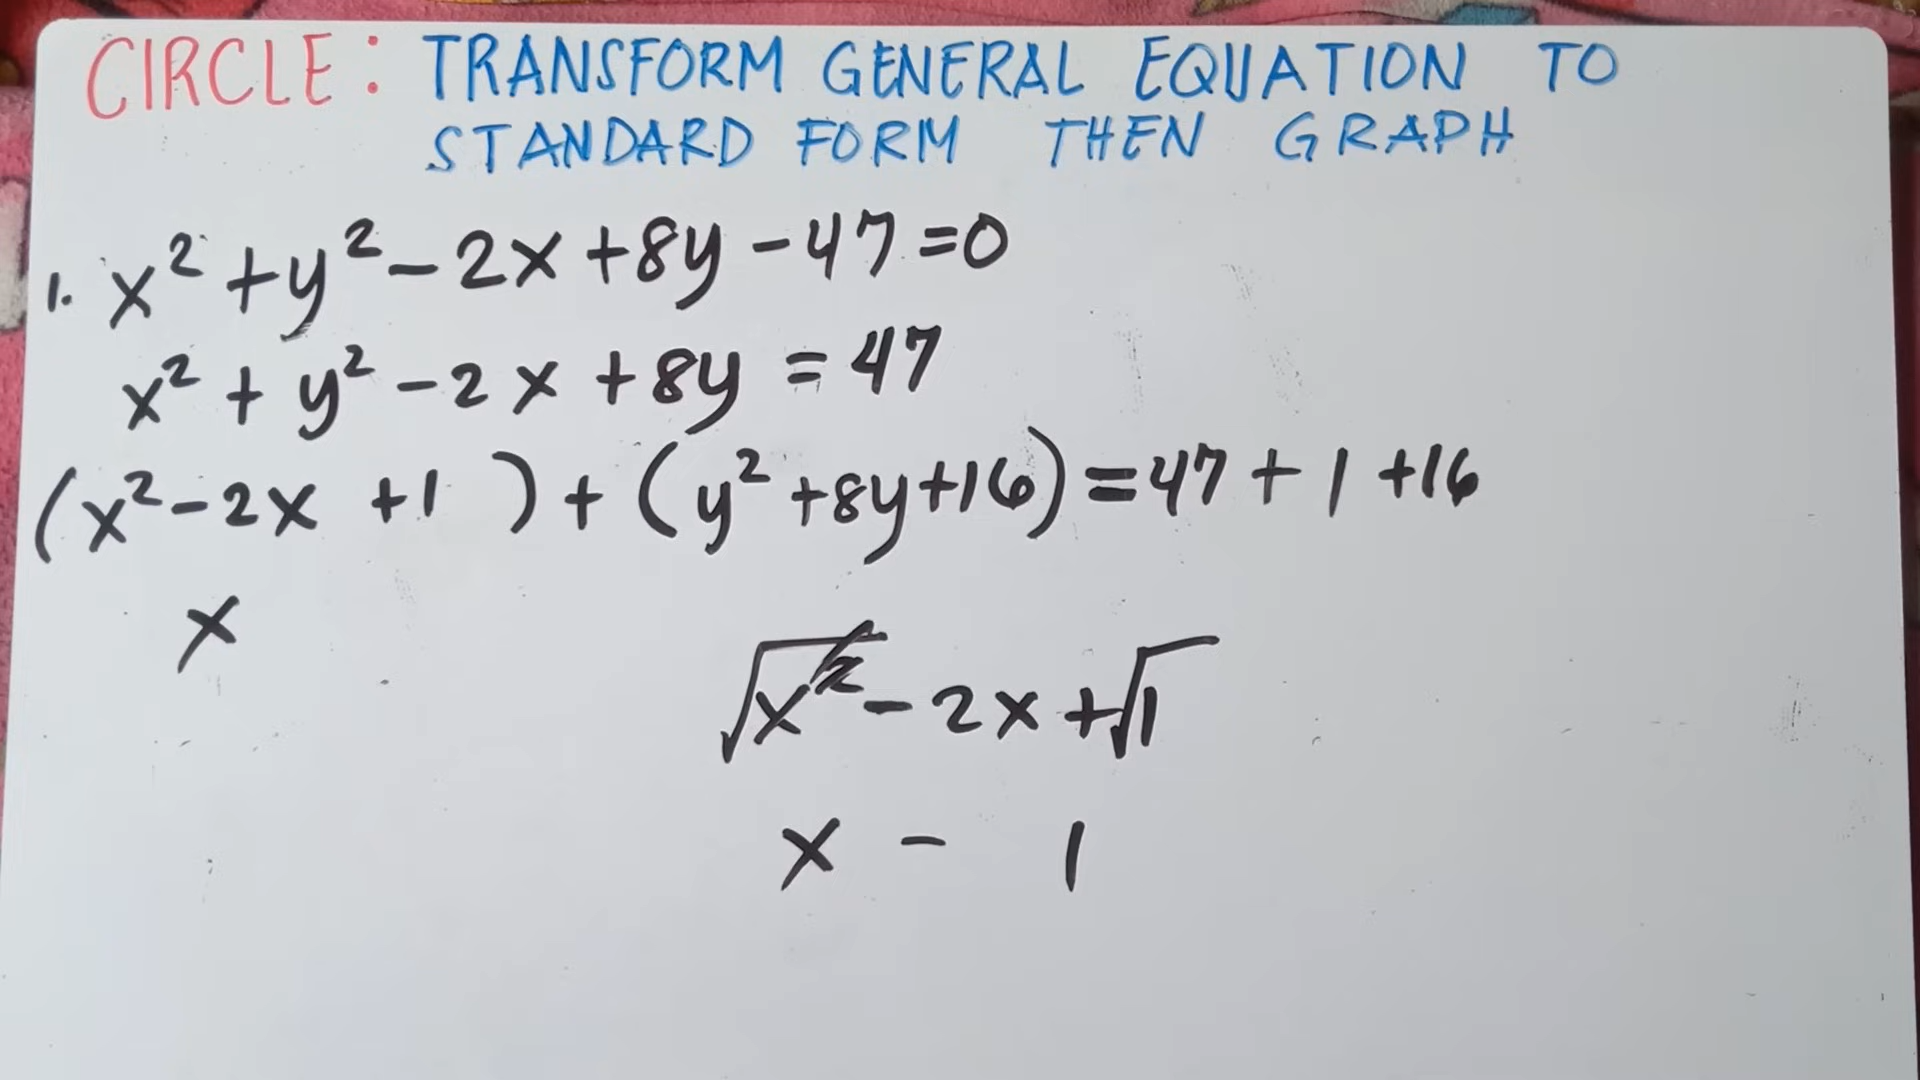 CIRCLE: TRANSFORM GENERAL EQUATION TO
STANDARD FORM THEN GRAPH
1. x² + y² - 2x + 8y - 47 = 0
x² + y² - 2x + 8y = 47
(x² - 2x + 1 ) + (y² + 8y + 16) = 47 + 1 + 16
x
√x² - 2x + √1
x - 1